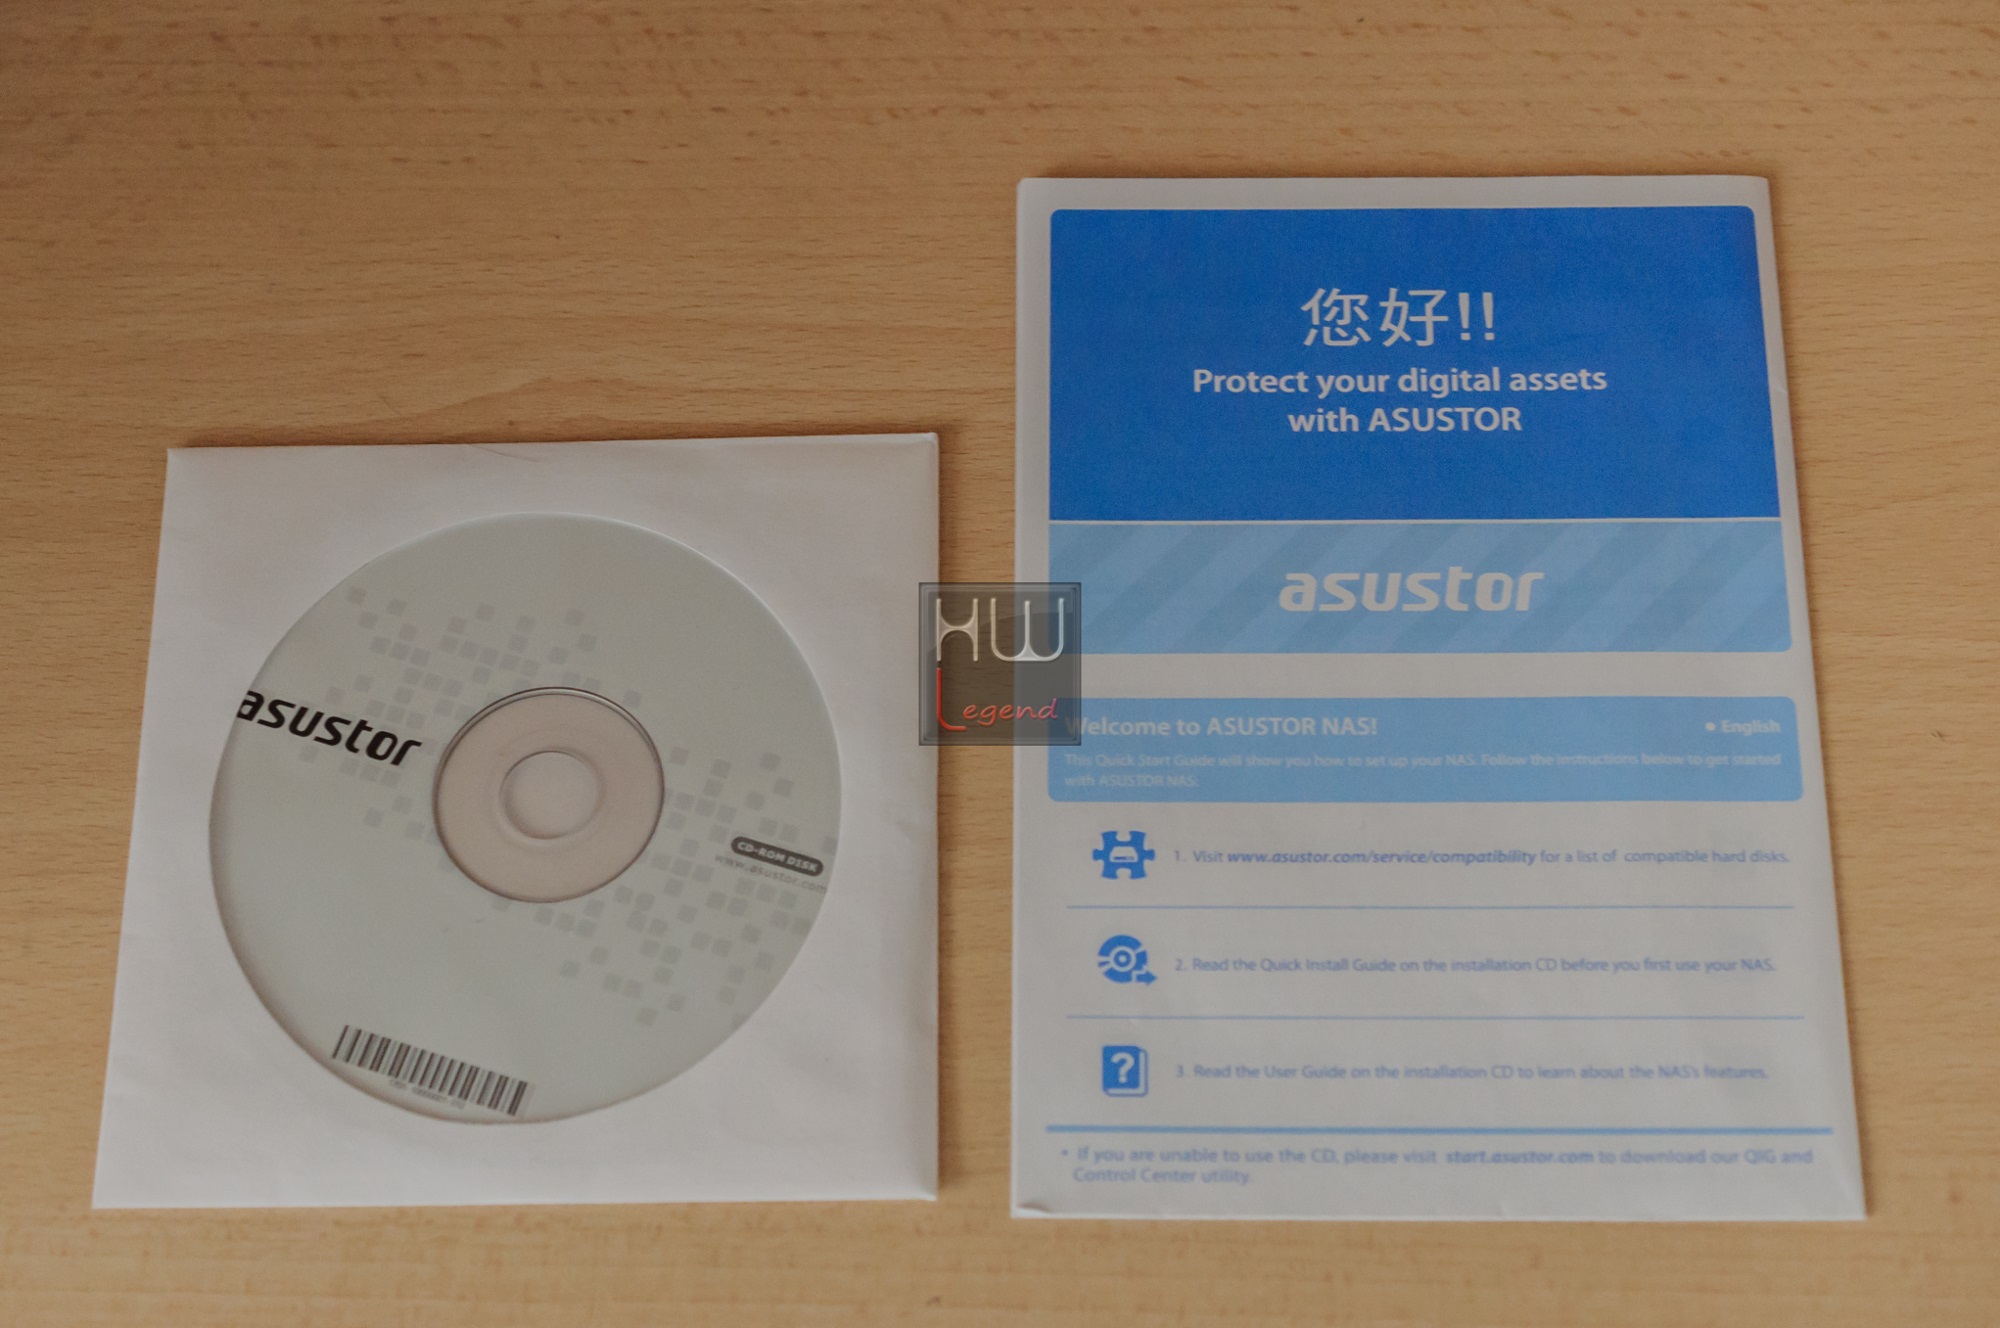 asustor
CD-ROM DISK
www.asustor.com
HW
Legend
您好!!
Protect your digital assets
with ASUSTOR
asustor
Welcome to ASUSTOR NAS!
• English
This Quick Start Guide will show you how to set up your NAS. Follow the instructions below to get started
with ASUSTOR NAS.
1. Visit www.asustor.com/service/compatibility for a list of compatible hard disks.
2. Read the Quick Install Guide on the installation CD before you first use your NAS.
3. Read the User Guide on the installation CD to learn about the NAS's features.
* If you are unable to use the CD, please visit start.asustor.com to download our QIG and
Control Center utility.